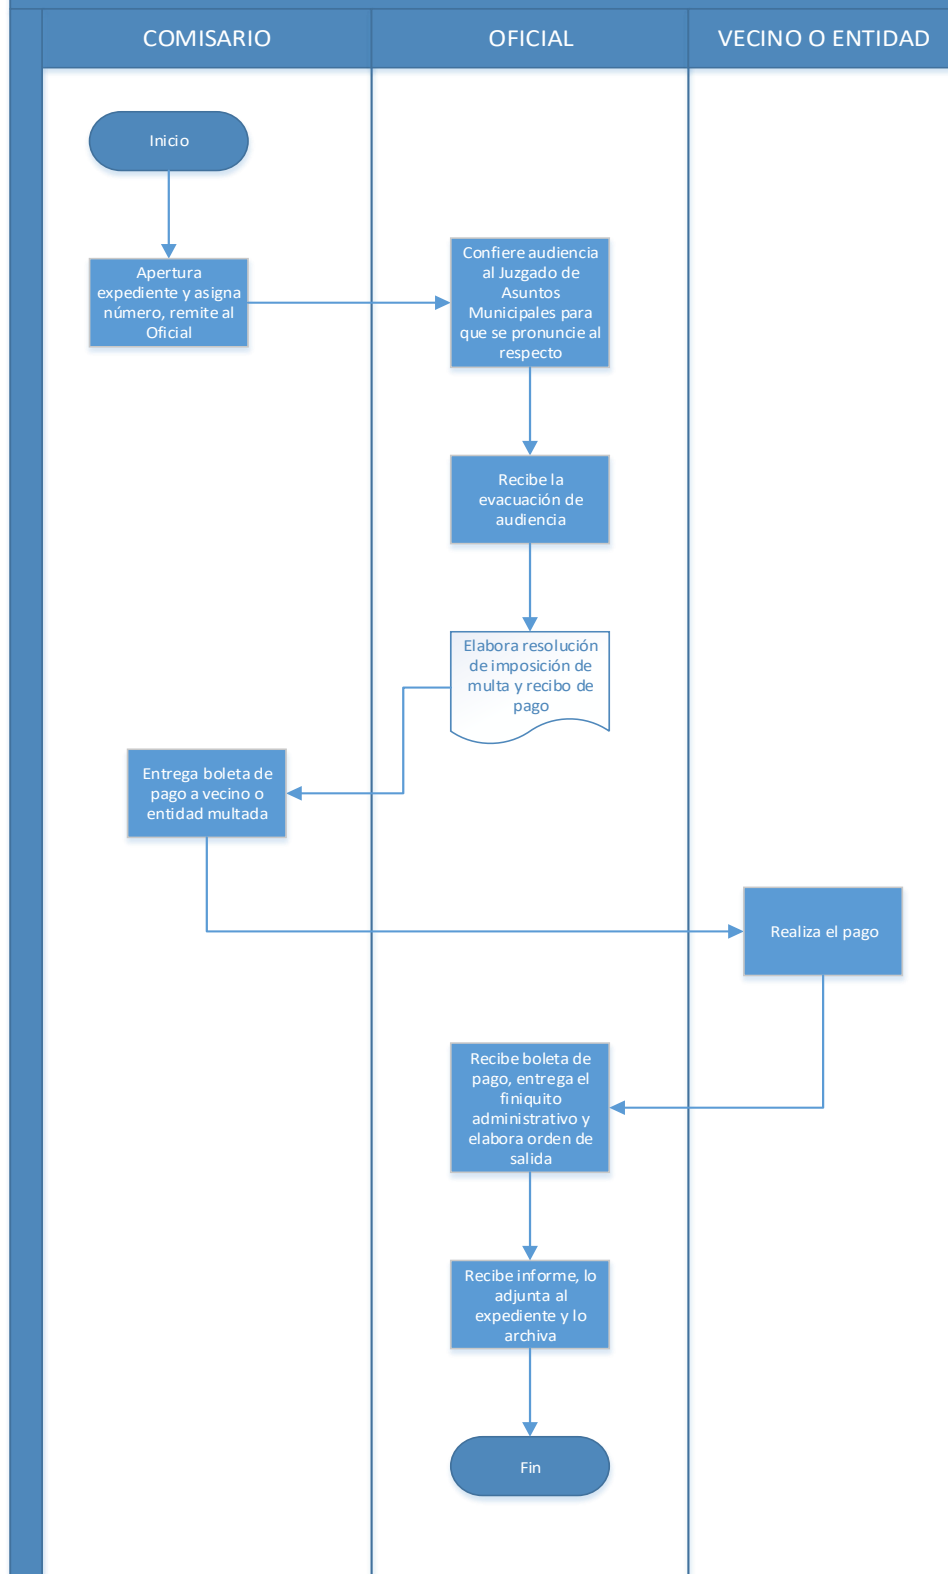 COMISARIO
OFICIAL
VECINO O ENTIDAD
Inicio
Apertura
expediente y asigna
número, remite al
Oficial
Confiere audiencia
al Juzgado de
Asuntos
Municipales para
que se pronuncie al
respecto
Recibe la
evacuación de
audiencia
Elabora resolución
de imposición de
multa y recibo de
pago
Entrega boleta de
pago a vecino o
entidad multada
Realiza el pago
Recibe boleta de
pago, entrega el
finiquito
administrativo y
elabora orden de
salida
Recibe informe, lo
adjunta al
expediente y lo
archiva
Fin